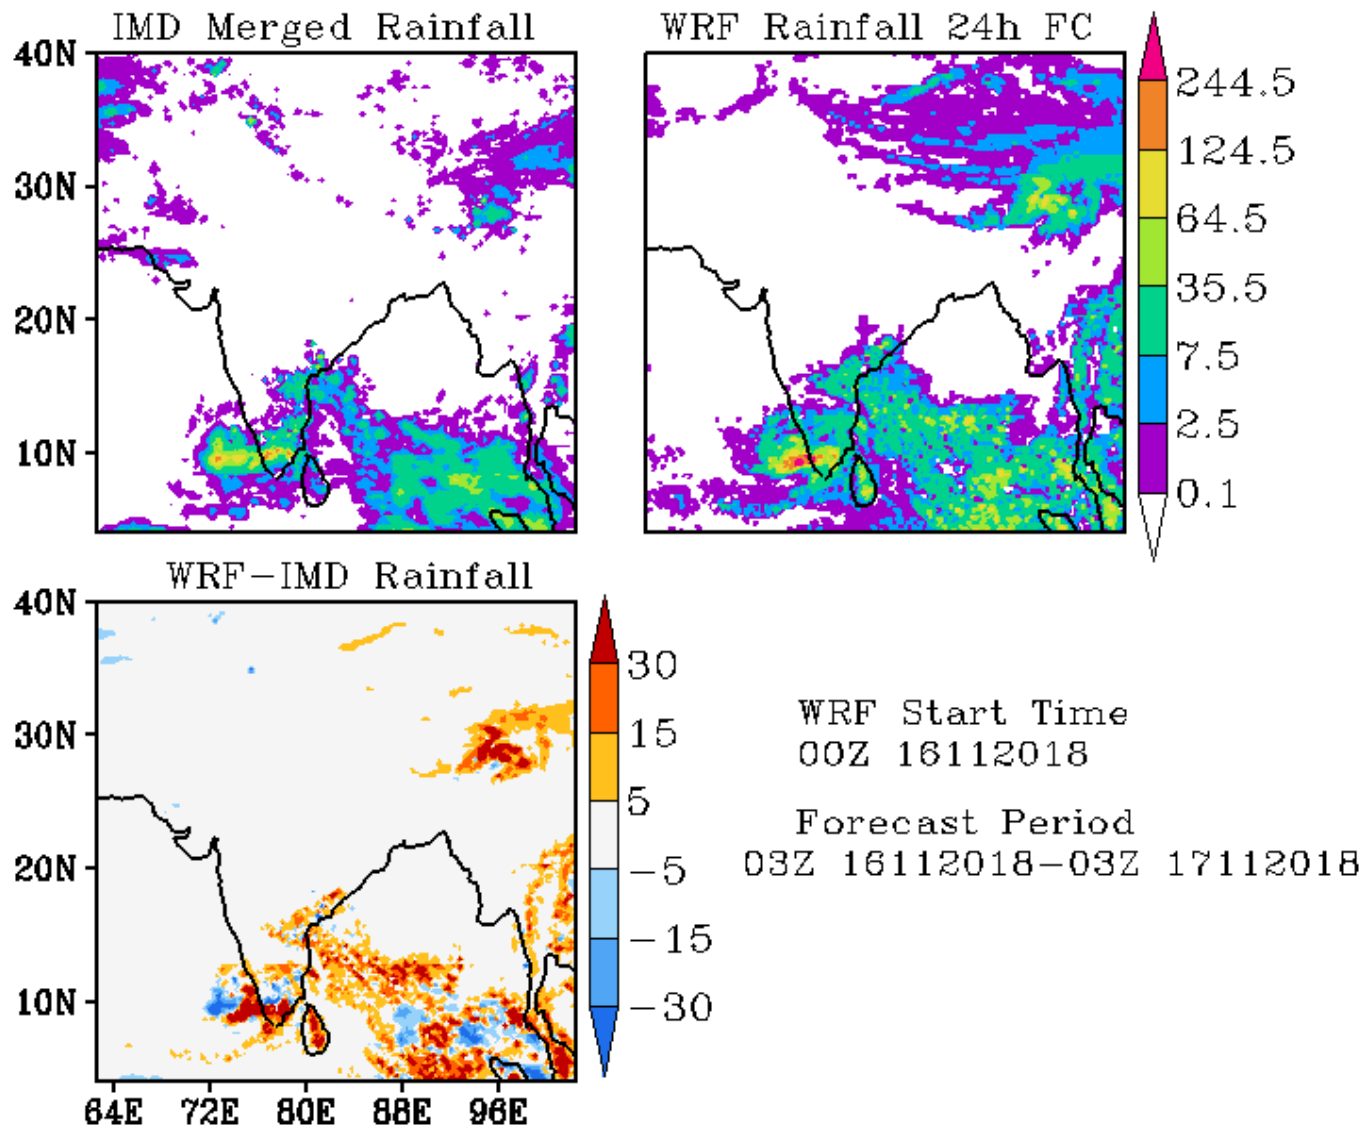 IMD Merged Rainfall
WRF Rainfall 24h FC
40N
30N
20N
10N
244.5
124.5
64.5
35.5
7.5
2.5
0.1
WRF-IMD Rainfall
40N
30N
20N
10N
64E 72E 80E 88E 96E
30
15
5
-5
-15
-30
WRF Start Time
00Z 16112018
Forecast Period
03Z 16112018-03Z 17112018